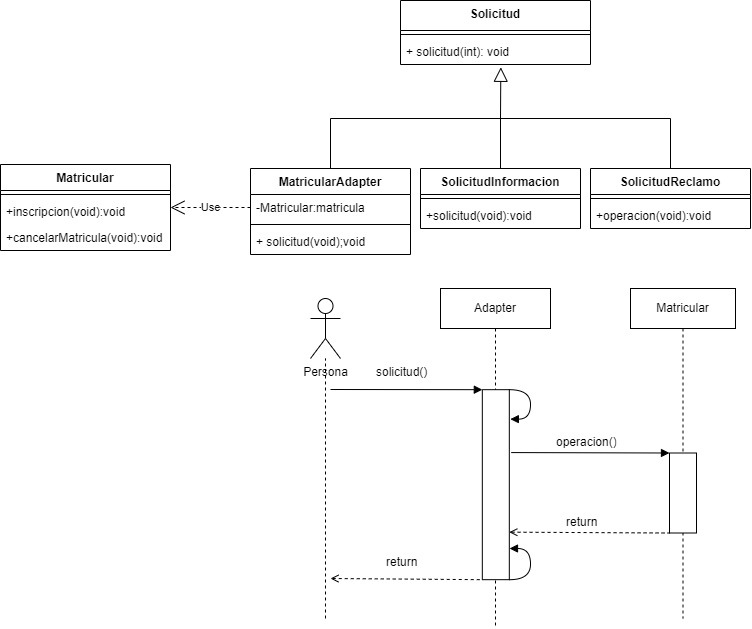 Solicitud
+ solicitud(int): void
Matricular
+inscripcion(void):void
+cancelarMatricula(void):void
Use
MatricularAdapter
-Matricular:matricula
+ solicitud(void);void
SolicitudInformacion
+solicitud(void):void
SolicitudReclamo
+operacion(void):void
Adapter
Matricular
Persona
solicitud()
operacion()
return
return